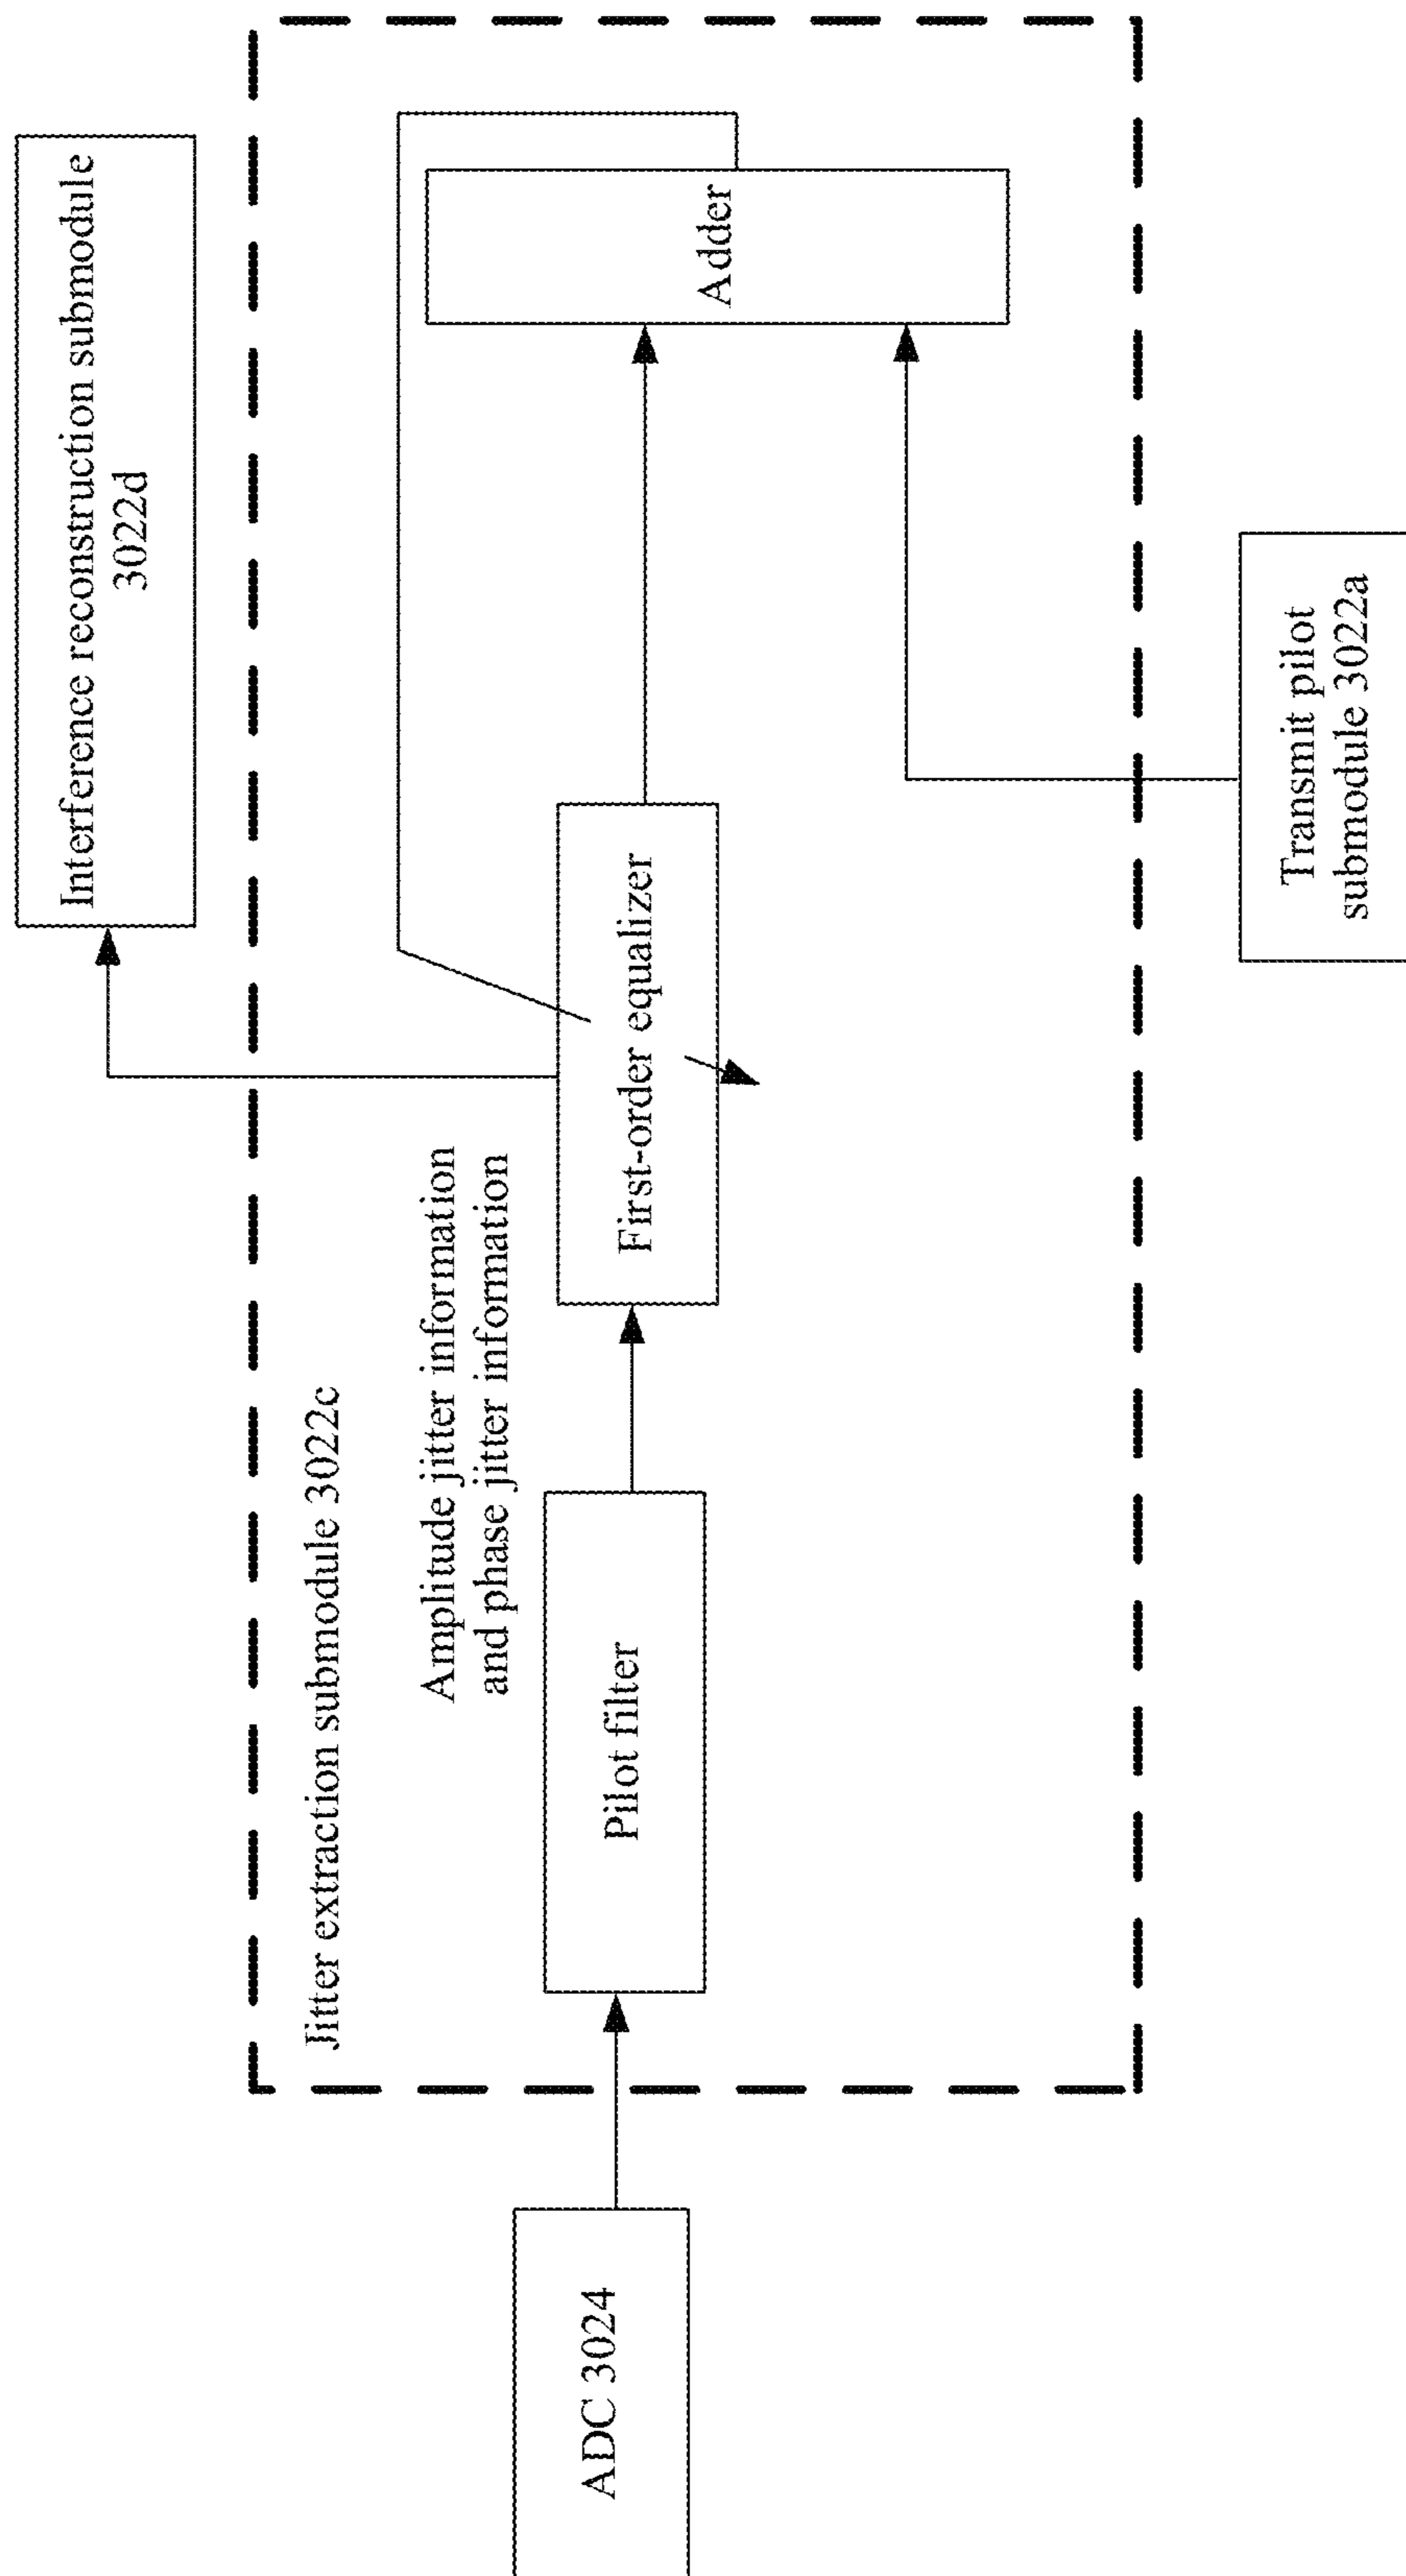 Interference reconstruction submodule
3022d
Jitter extraction submodule 3022c
Amplitude jitter information
and phase jitter information
ADC 3024
Pilot filter
First-order equalizer
Adder
Transmit pilot
submodule 3022a